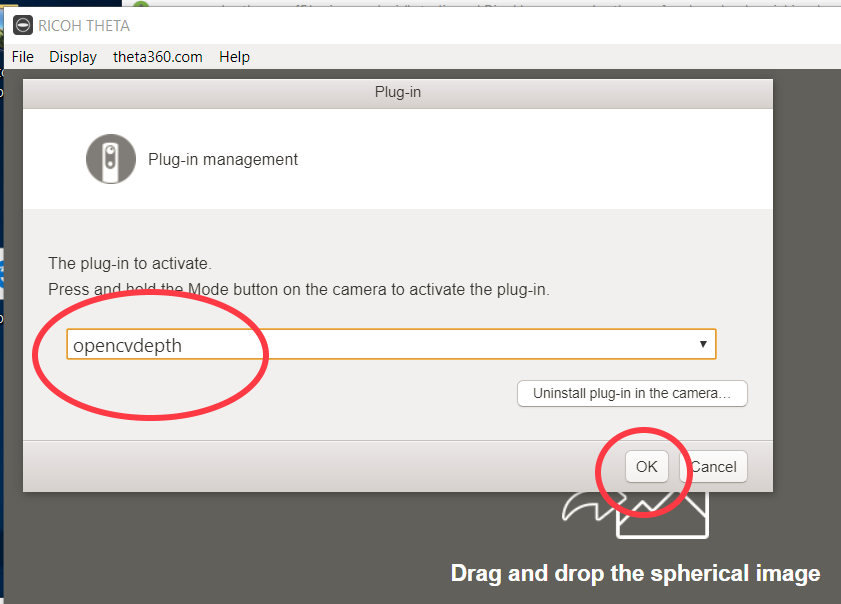 RICOH THETA
File Display theta360.com Help
Plug-in
Plug-in management
The plug-in to activate.
Press and hold the Mode button on the camera to activate the plug-in.
opencvdepth
Uninstall plug-in in the camera...
OK Cancel
Drag and drop the spherical image